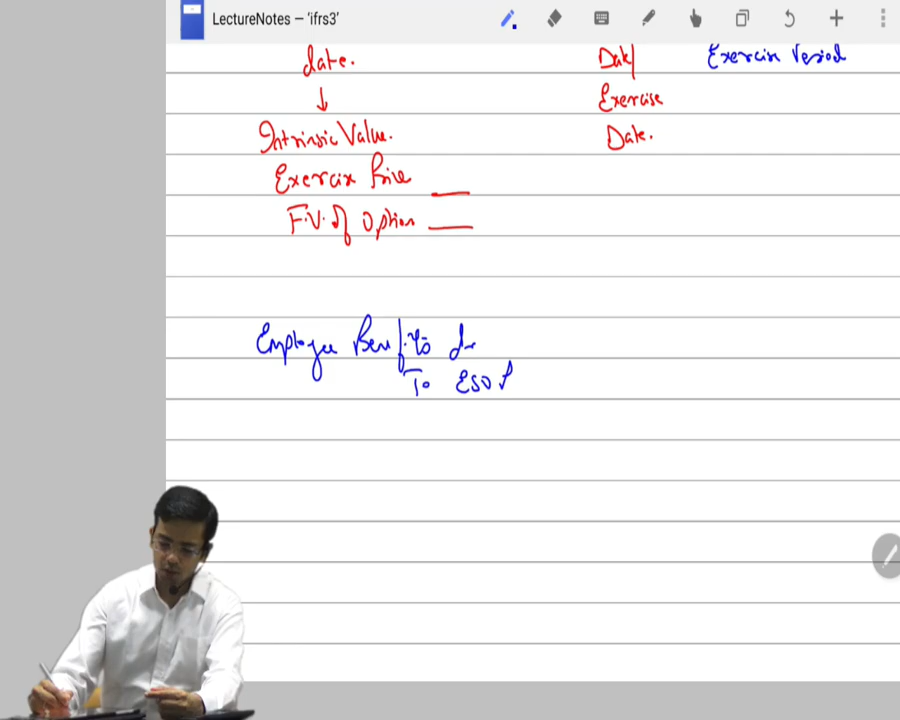 LectureNotes – 'ifrs3'
date.
Date/
Exercise Period
Exercise
Intrinsic Value.
Date.
Exercise Price
F.V. of Option
Employee Benefits dr
To ESOP